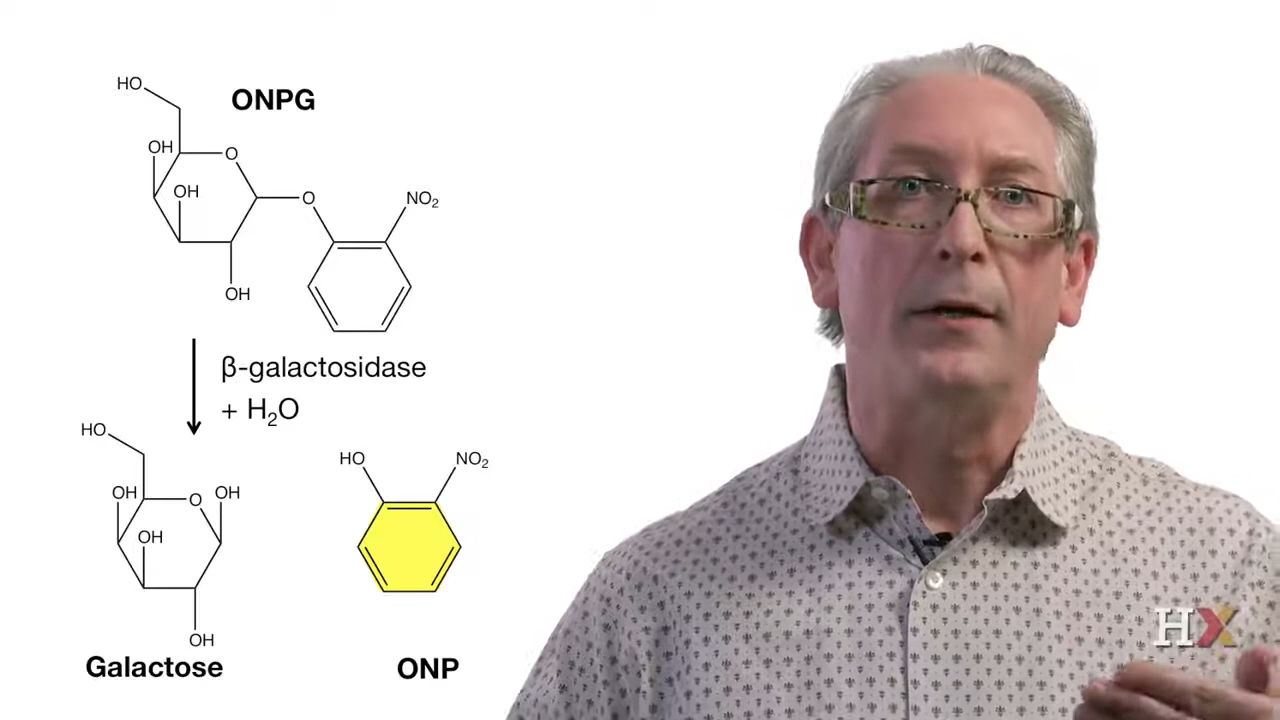 HO
ONPG
OH
O
OH
O
NO₂
OH
β-galactosidase
+ H₂O
HO
HO
NO₂
OH
O
OH
OH
OH
Galactose
ONP
HX